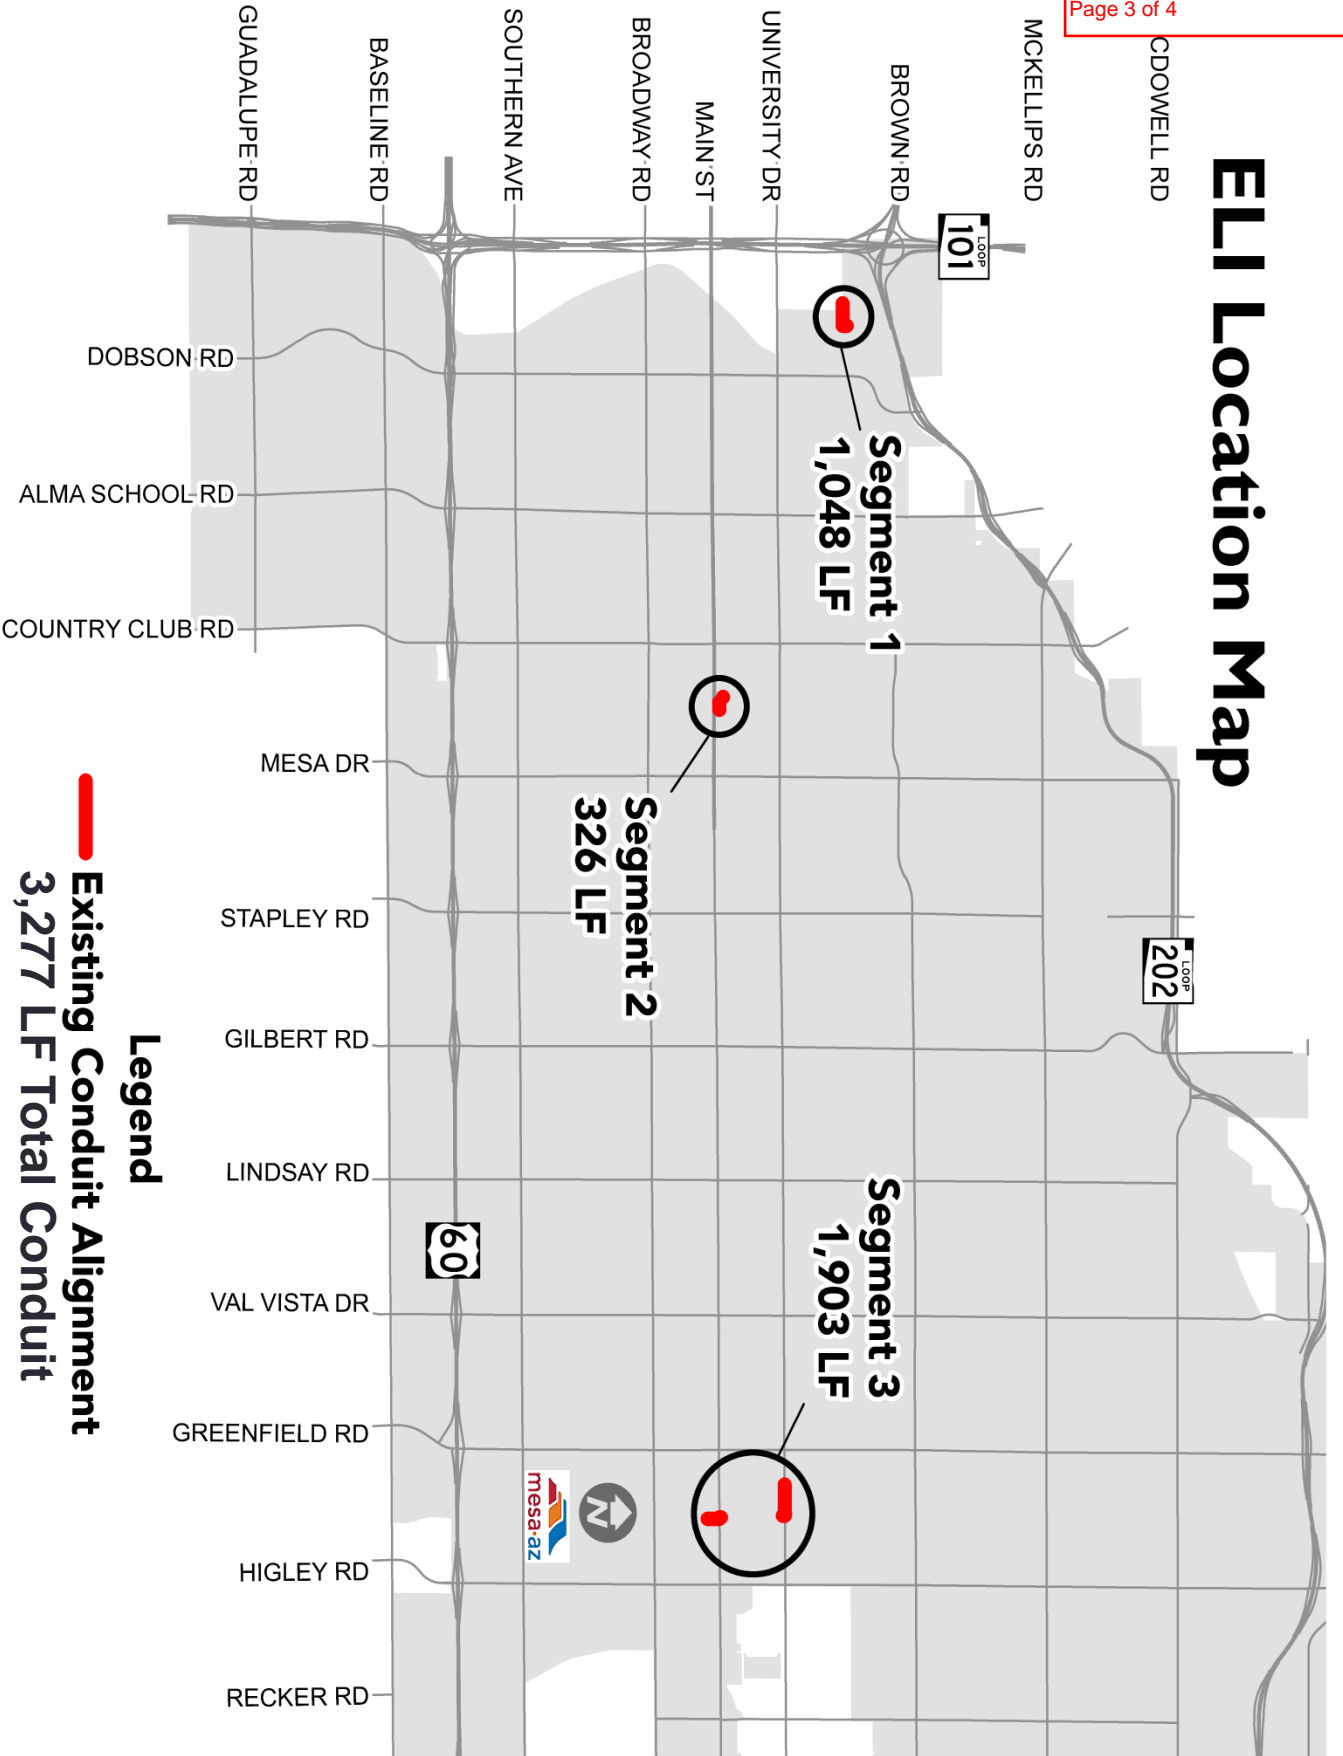 Page 3 of 4
ELI Location Map
GUADALUPE RD
BASELINE RD
SOUTHERN AVE
BROADWAY RD
MAIN ST
UNIVERSITY DR
BROWN RD
MCKELLIPS RD
CDOWELL RD
LOOP
101
DOBSON RD
ALMA SCHOOL RD
COUNTRY CLUB RD
MESA DR
STAPLEY RD
GILBERT RD
LINDSAY RD
VAL VISTA DR
GREENFIELD RD
HIGLEY RD
RECKER RD
Segment 1
1,048 LF
Segment 2
326 LF
LOOP
202
60
Segment 3
1,903 LF
N
mesa·az
Legend
Existing Conduit Alignment
3,277 LF Total Conduit